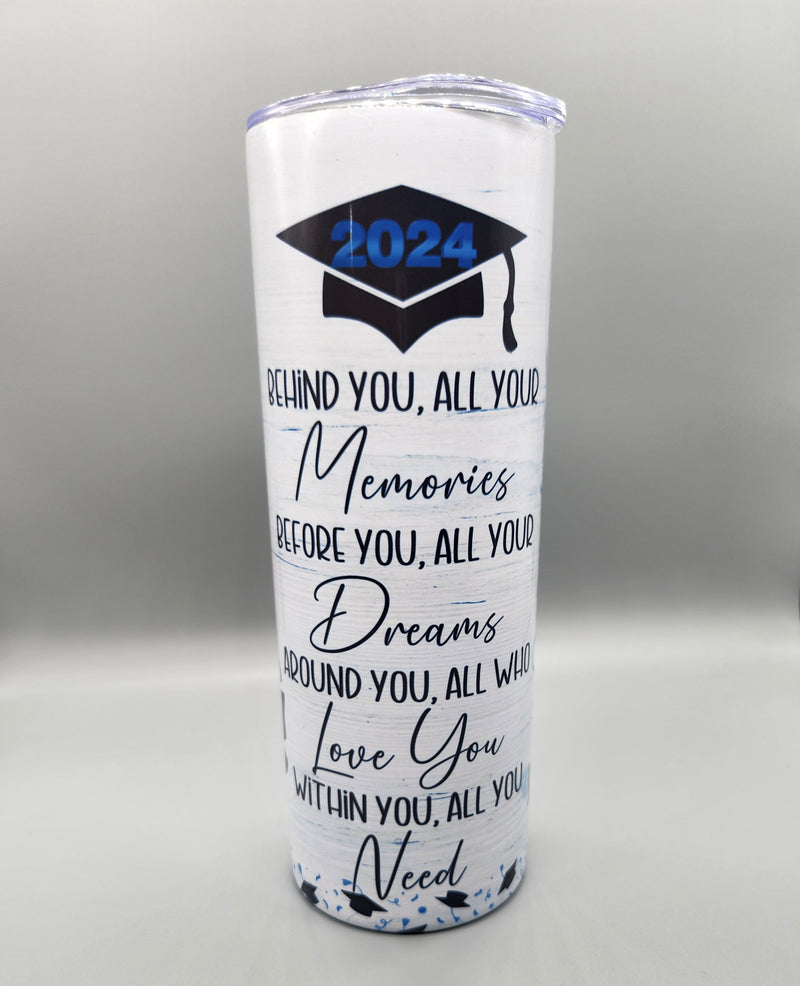 2024
BEHiND YOU, ALL YOUR
Memories
BEFORE YOU, ALL YOUR
Dreams
AROUND YOU, ALL WHO
Love You
WiTHiN YOU, ALL YOU
Need